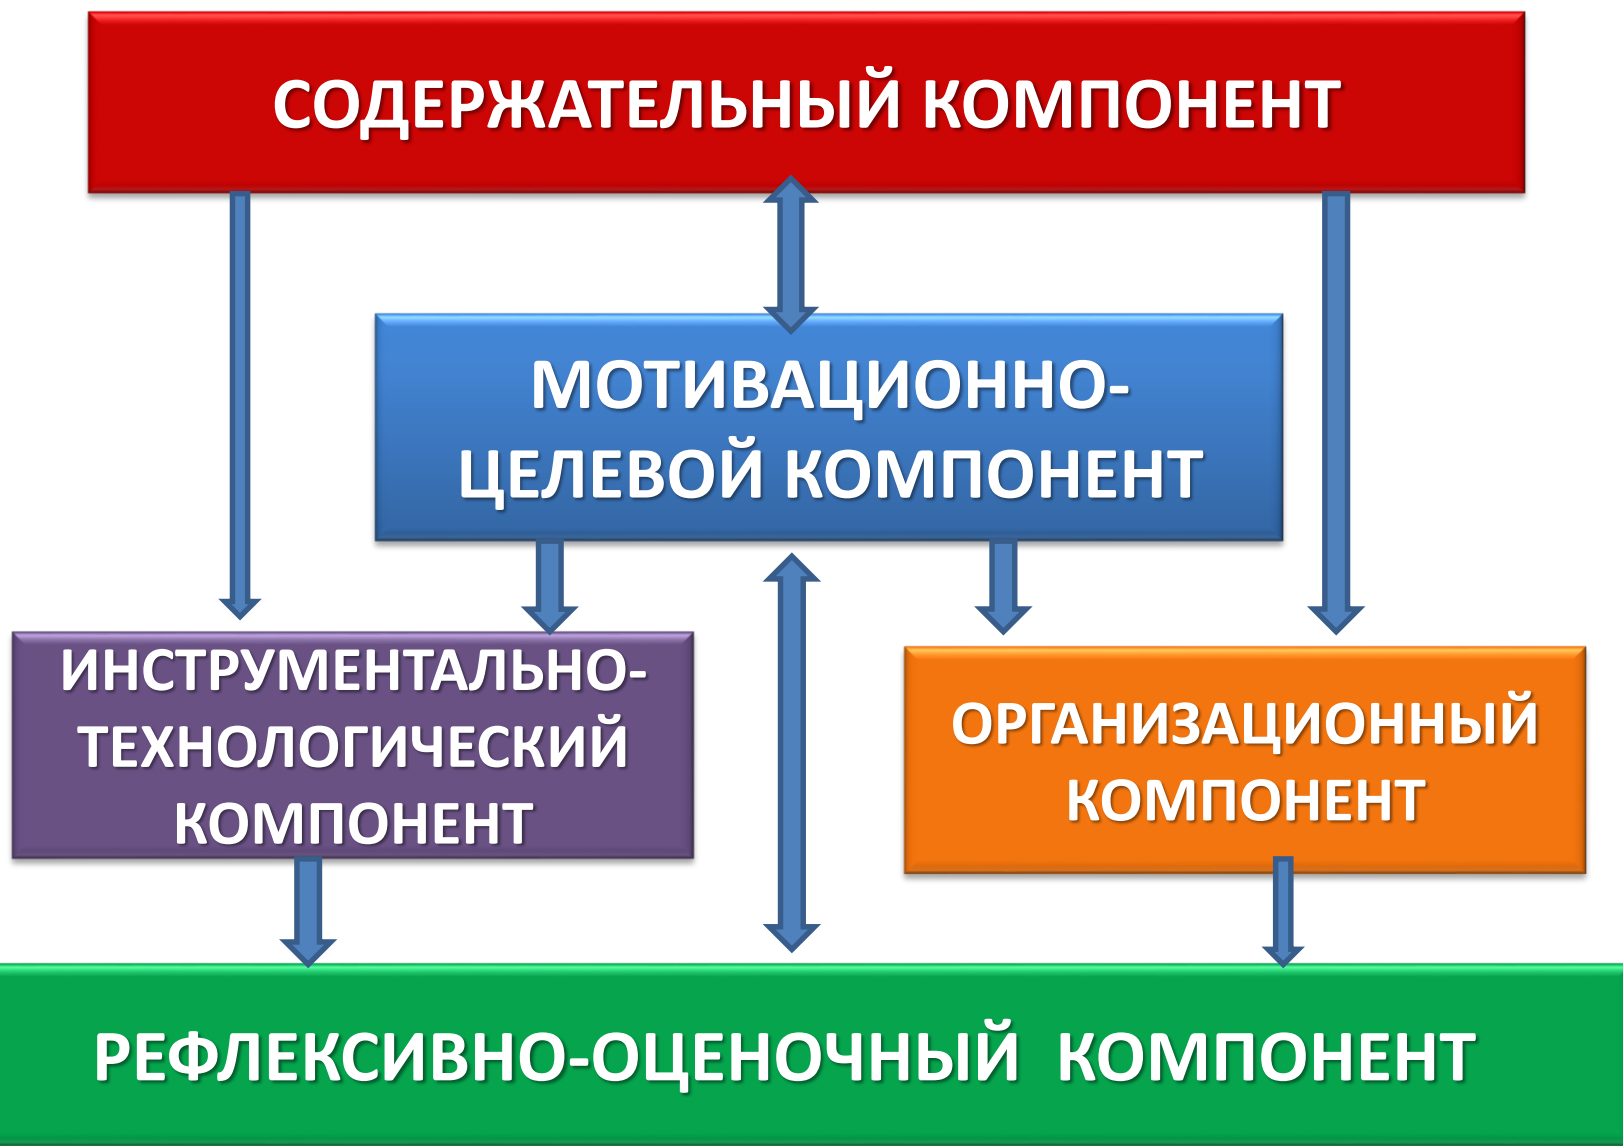 СОДЕРЖАТЕЛЬНЫЙ КОМПОНЕНТ
МОТИВАЦИОННО-
ЦЕЛЕВОЙ КОМПОНЕНТ
ИНСТРУМЕНТАЛЬНО-
ТЕХНОЛОГИЧЕСКИЙ
КОМПОНЕНТ
ОРГАНИЗАЦИОННЫЙ
КОМПОНЕНТ
РЕФЛЕКСИВНО-ОЦЕНОЧНЫЙ КОМПОНЕНТ